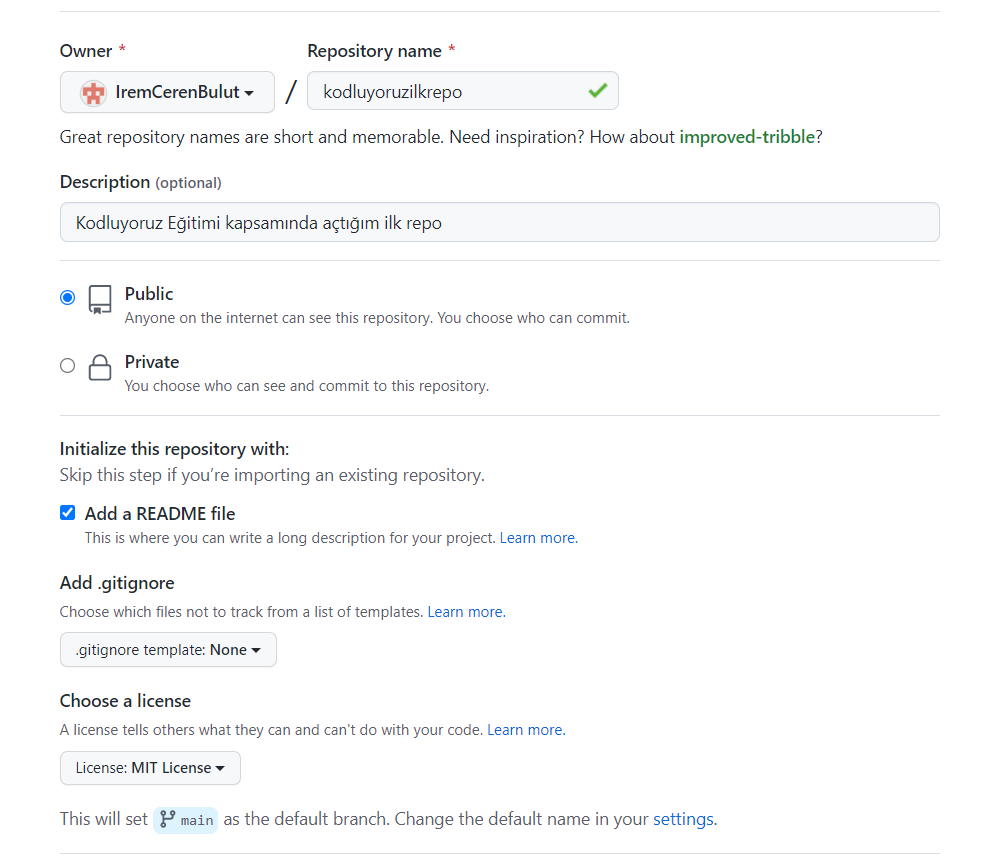 Owner * Repository name *
IremCerenBulut / kodluyoruzilkrepo
Great repository names are short and memorable. Need inspiration? How about improved-tribble?
Description (optional)
Kodluyoruz Eğitimi kapsamında açtığım ilk repo
Public
Anyone on the internet can see this repository. You choose who can commit.
Private
You choose who can see and commit to this repository.
Initialize this repository with:
Skip this step if you’re importing an existing repository.
Add a README file
This is where you can write a long description for your project. Learn more.
Add .gitignore
Choose which files not to track from a list of templates. Learn more.
.gitignore template: None
Choose a license
A license tells others what they can and can't do with your code. Learn more.
License: MIT License
This will set main as the default branch. Change the default name in your settings.